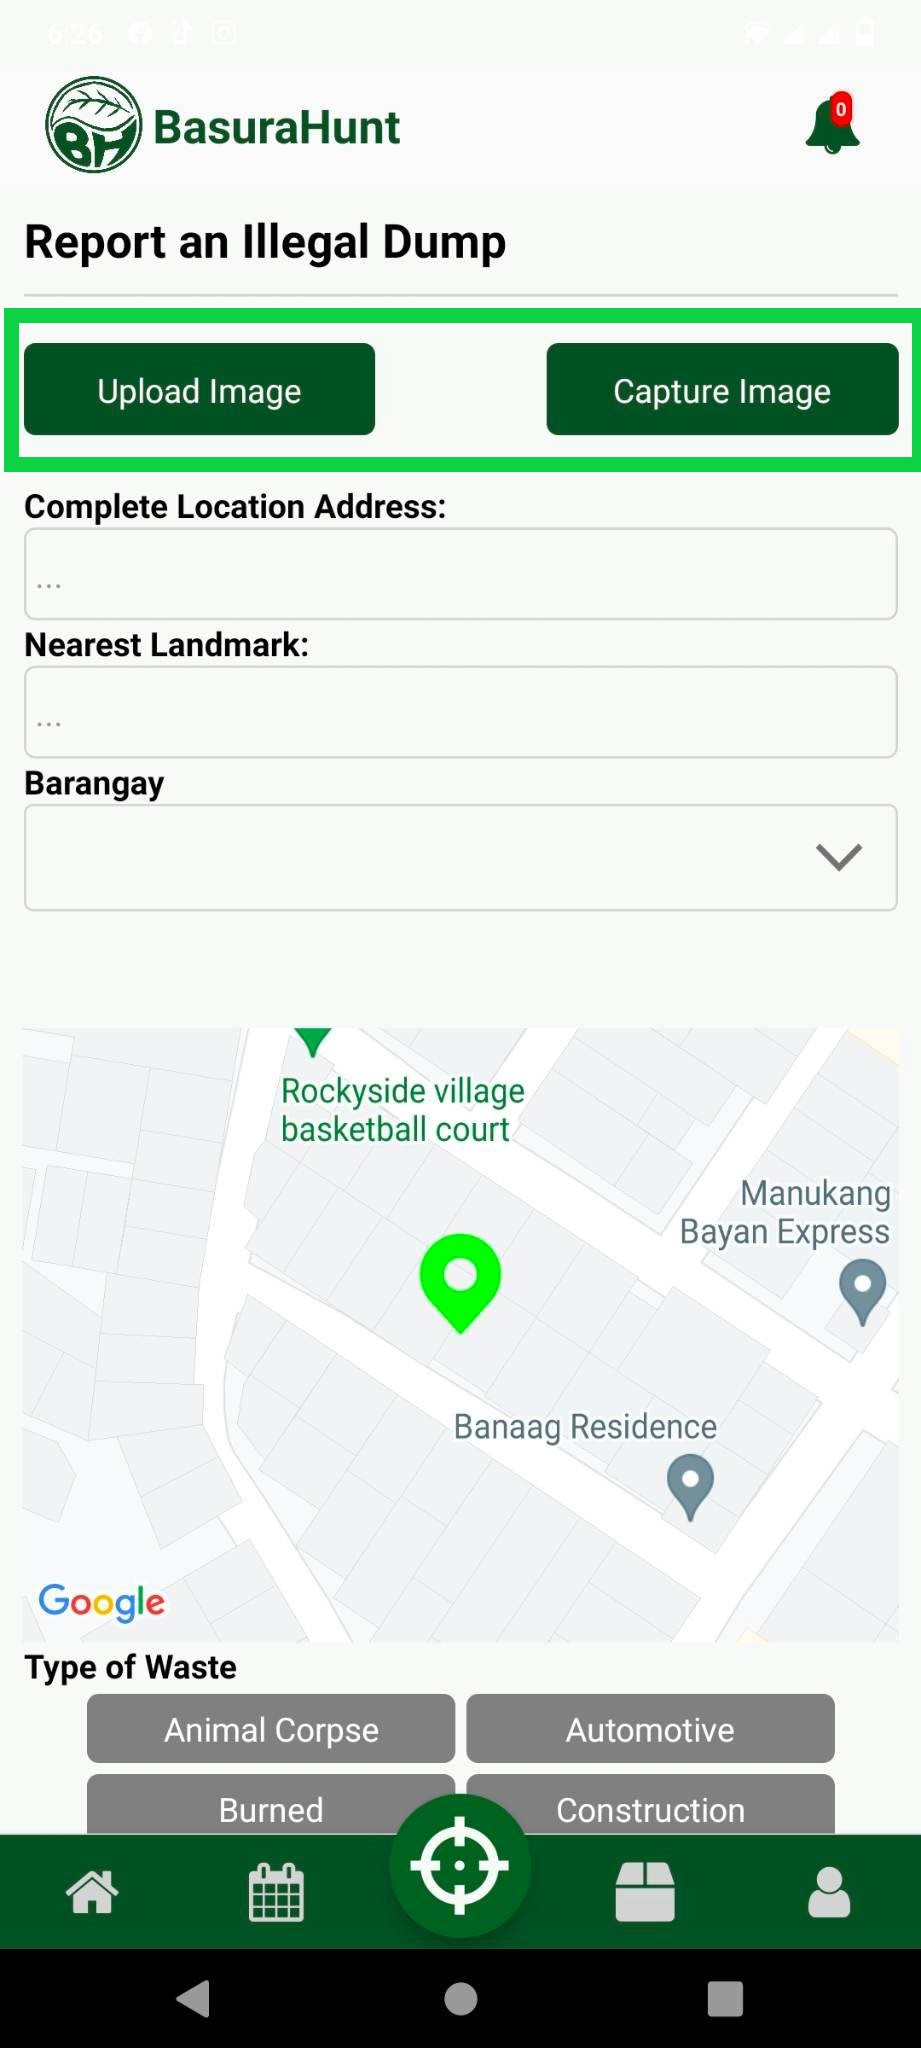 6:26
BH BasuraHunt
0
Report an Illegal Dump
Upload Image
Capture Image
Complete Location Address:
...
Nearest Landmark:
...
Barangay
Rockyside village
basketball court
Manukang
Bayan Express
Banaag Residence
Google
Type of Waste
Animal Corpse
Automotive
Burned
Construction